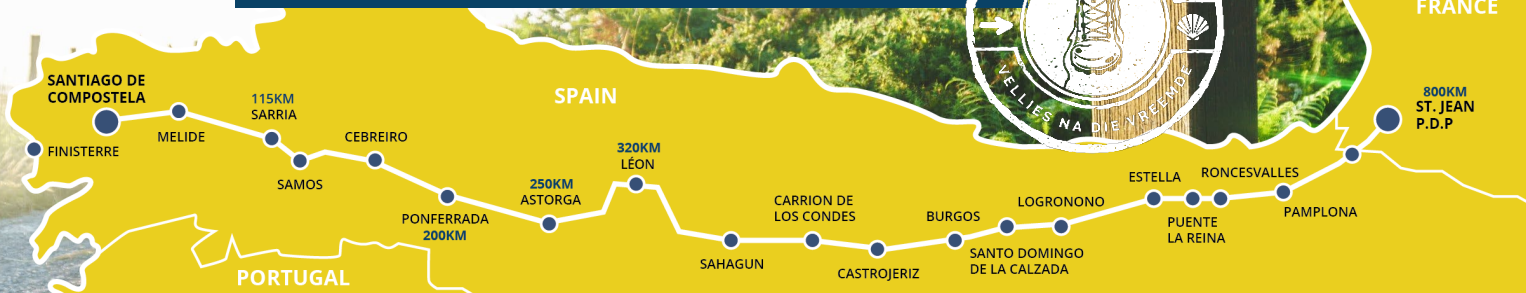 FRANCE
VELLIES NA DIE VREEMDE
SANTIAGO DE
COMPOSTELA
FINISTERRE
MELIDE
115KM
SARRIA
SAMOS
CEBREIRO
PONFERRADA
200KM
250KM
ASTORGA
SPAIN
320KM
LÉON
SAHAGUN
CARRION DE
LOS CONDES
CASTROJERIZ
BURGOS
SANTO DOMINGO
DE LA CALZADA
LOGRONONO
ESTELLA
PUENTE
LA REINA
RONCESVALLES
PAMPLONA
800KM
ST. JEAN
P.D.P
PORTUGAL